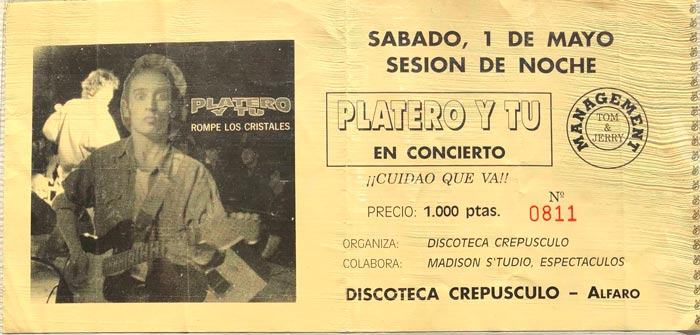 PLATERO
Y TU
ROMPE LOS CRISTALES
SABADO, 1 DE MAYO
SESION DE NOCHE
PLATERO Y TU
EN CONCIERTO
MANAGEMENT
TOM
&
JERRY
¡¡CUIDAO QUE VA!!
PRECIO: 1.000 ptas.
Nº
0811
ORGANIZA: DISCOTECA CREPUSCULO
COLABORA: MADISON S'TUDIO, ESPECTACULOS
DISCOTECA CREPUSCULO – ALFARO